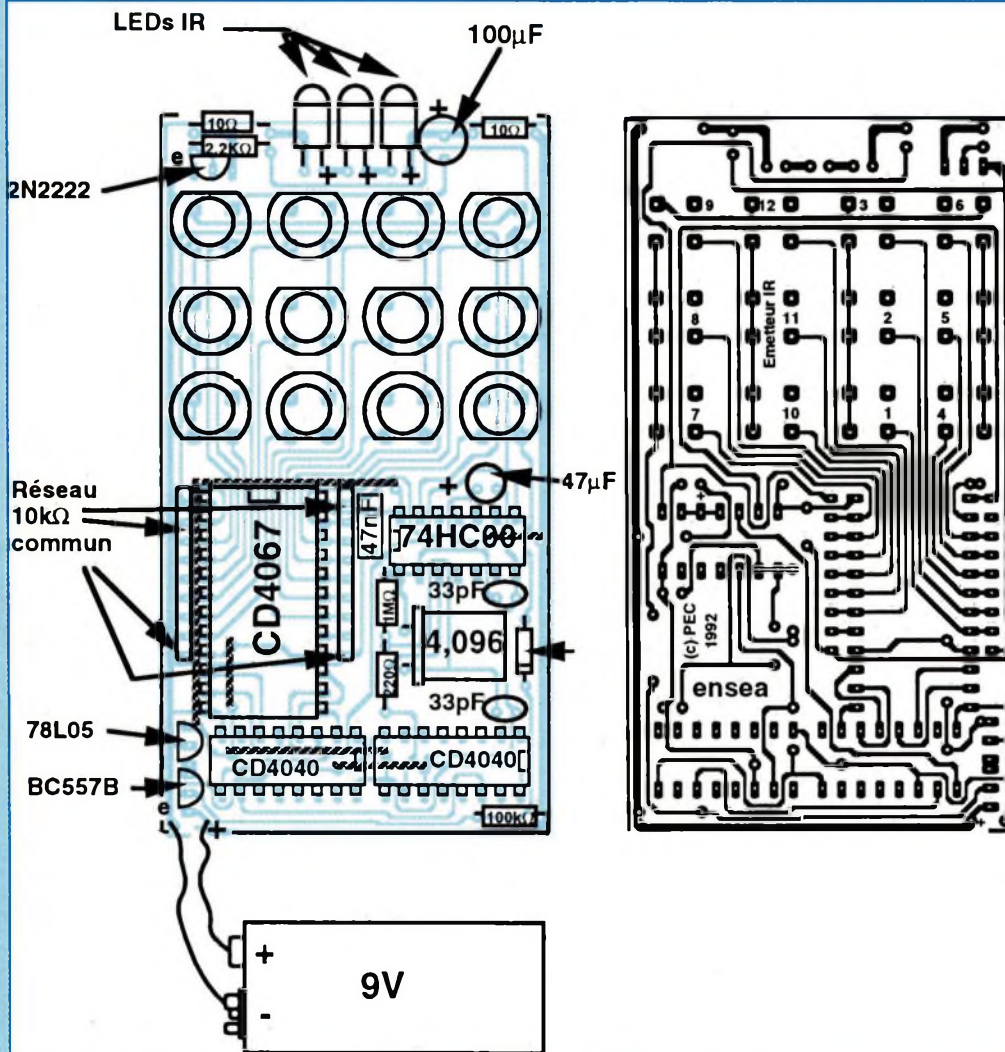 LEDs IR
100µF
+
-
10Ω
10Ω
2,2KΩ
e
2N2222
+ + +
Réseau
10kΩ
commun
CD4067
47nF
+
47µF
74HC00
33pF
1MΩ
4,096
220Ω
33pF
78L05
CD4040
CD4040
BC557B
e
100kΩ
+
+
9V
-
9
12
3
6
8
Emetteur IR
11
2
5
7
10
1
4
+
(c) PEC
1992
ensea
+